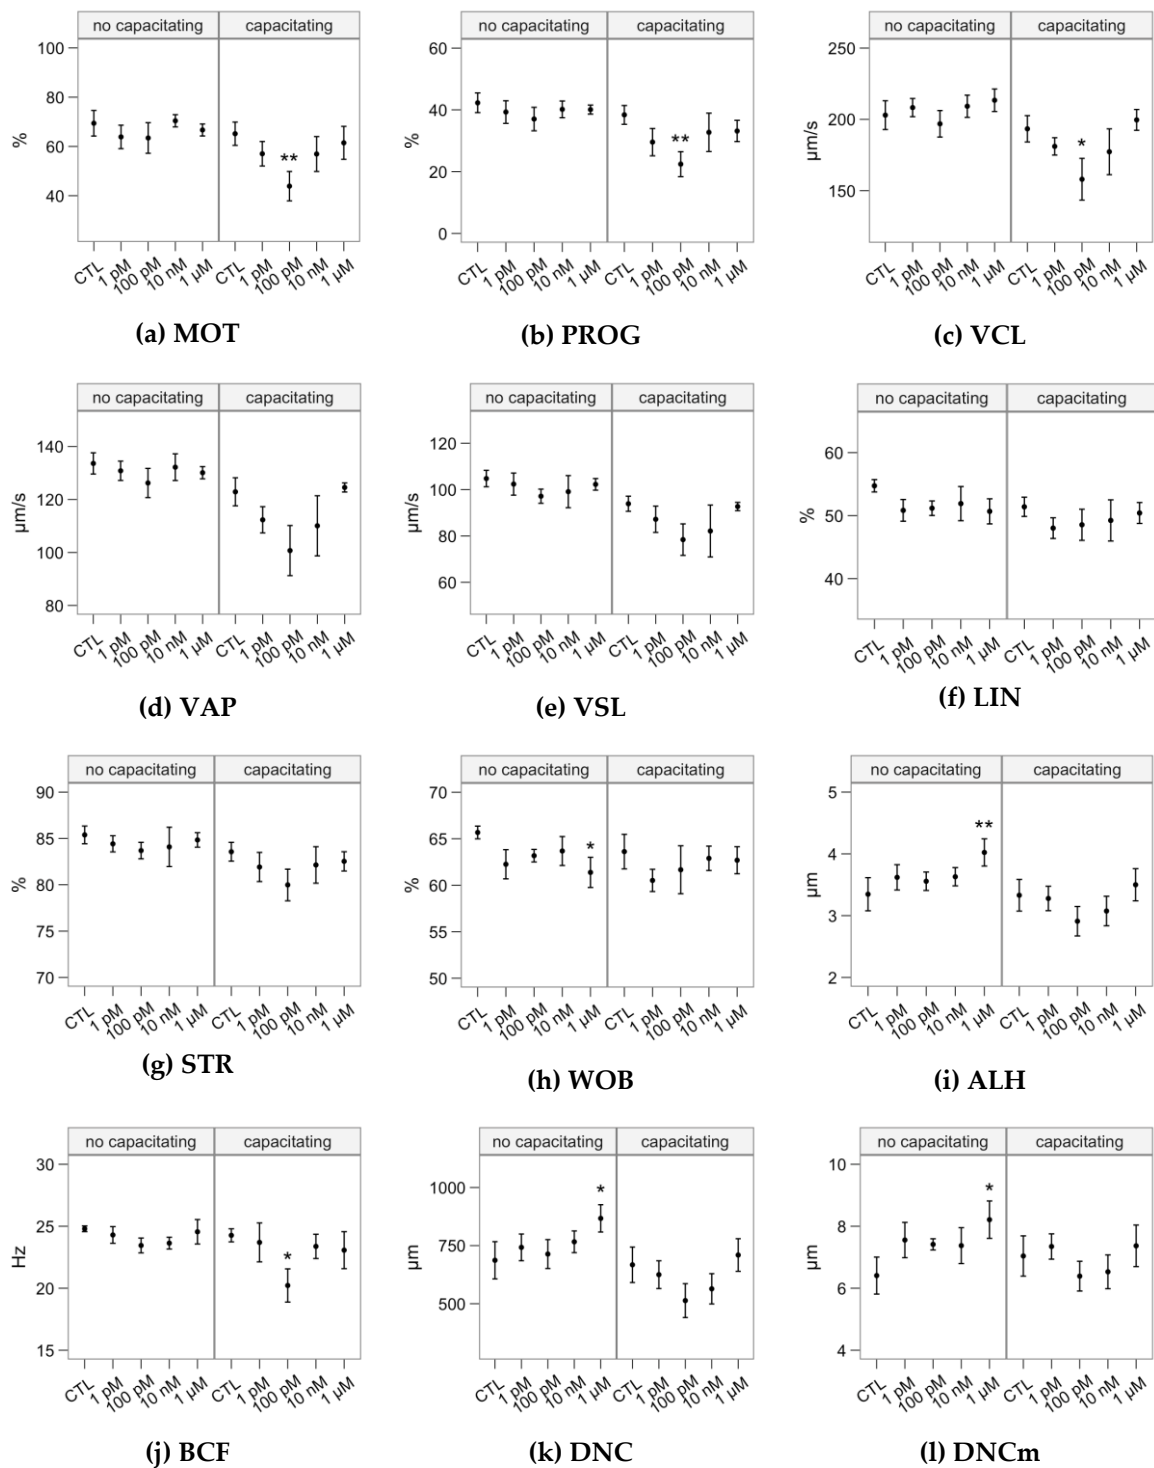 no capacitating capacitating no capacitating capacitating no capacitating capacitating
100 60 250
80 40 200
60 20 150
40 0
% % µm/s
CTL 1 pM 100 pM 10 nM 1 µM CTL 1 pM 100 pM 10 nM 1 µM CTL 1 pM 100 pM 10 nM 1 µM CTL 1 pM 100 pM 10 nM 1 µM CTL 1 pM 100 pM 10 nM 1 µM CTL 1 pM 100 pM 10 nM 1 µM
** ** *
(a) MOT (b) PROG (c) VCL
no capacitating capacitating no capacitating capacitating no capacitating capacitating
140 120 60
120 100 50
100 80 40
80 60
µm/s µm/s %
CTL 1 pM 100 pM 10 nM 1 µM CTL 1 pM 100 pM 10 nM 1 µM CTL 1 pM 100 pM 10 nM 1 µM CTL 1 pM 100 pM 10 nM 1 µM CTL 1 pM 100 pM 10 nM 1 µM CTL 1 pM 100 pM 10 nM 1 µM
(d) VAP (e) VSL (f) LIN
no capacitating capacitating no capacitating capacitating no capacitating capacitating
90 70 5
85 65 4
80 60 3
75 55 2
70 50
% % µm
* **
CTL 1 pM 100 pM 10 nM 1 µM CTL 1 pM 100 pM 10 nM 1 µM CTL 1 pM 100 pM 10 nM 1 µM CTL 1 pM 100 pM 10 nM 1 µM CTL 1 pM 100 pM 10 nM 1 µM CTL 1 pM 100 pM 10 nM 1 µM
(g) STR (h) WOB (i) ALH
no capacitating capacitating no capacitating capacitating no capacitating capacitating
30 1000 10
25 750 8
20 500 6
15 4
Hz µm µm
* * *
CTL 1 pM 100 pM 10 nM 1 µM CTL 1 pM 100 pM 10 nM 1 µM CTL 1 pM 100 pM 10 nM 1 µM CTL 1 pM 100 pM 10 nM 1 µM CTL 1 pM 100 pM 10 nM 1 µM CTL 1 pM 100 pM 10 nM 1 µM
(j) BCF (k) DNC (l) DNCm